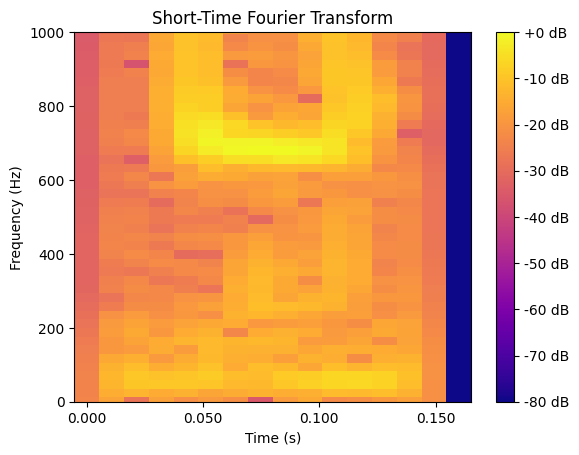 Short-Time Fourier Transform
1000
800
600
400
200
0
Frequency (Hz)
0.000
0.050
0.100
0.150
Time (s)
+0 dB
-10 dB
-20 dB
-30 dB
-40 dB
-50 dB
-60 dB
-70 dB
-80 dB